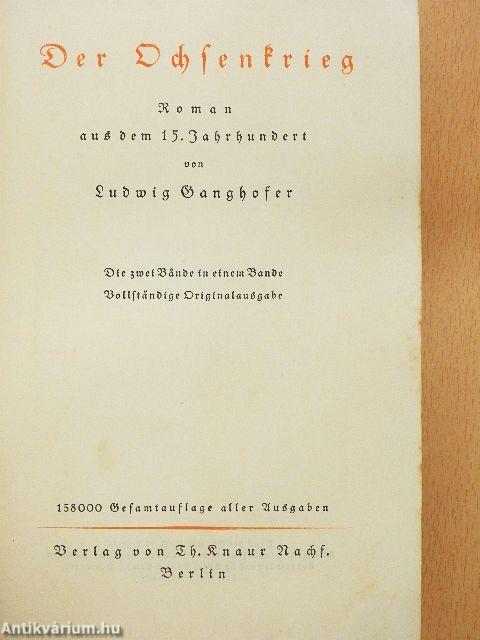 Der Ochsenkrieg
Roman
aus dem 15. Jahrhundert
von
Ludwig Ganghofer
Die zwei Bände in einem Bande
Vollständige Originalausgabe
158000 Gesamtauflage aller Ausgaben
Verlag von Th. Knaur Nachf.
Berlin
Antikvárium.hu